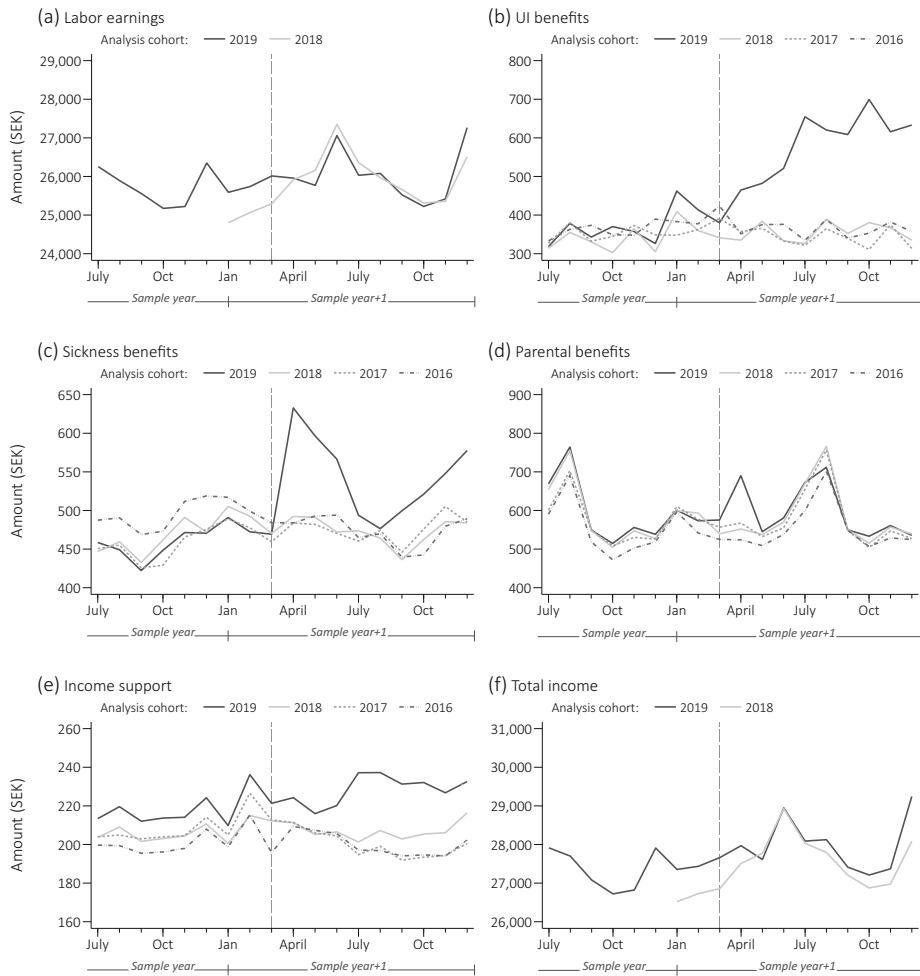 (a) Labor earnings
Analysis cohort: 2019 2018
29,000
28,000
27,000
26,000
25,000
24,000
Amount (SEK)
July Oct Jan April July Oct
Sample year Sample year+1
(b) UI benefits
Analysis cohort: 2019 2018 2017 2016
800
700
600
500
400
300
July Oct Jan April July Oct
Sample year Sample year+1
(c) Sickness benefits
Analysis cohort: 2019 2018 2017 2016
650
600
550
500
450
400
Amount (SEK)
July Oct Jan April July Oct
Sample year Sample year+1
(d) Parental benefits
Analysis cohort: 2019 2018 2017 2016
900
800
700
600
500
400
July Oct Jan April July Oct
Sample year Sample year+1
(e) Income support
Analysis cohort: 2019 2018 2017 2016
260
240
220
200
180
160
Amount (SEK)
July Oct Jan April July Oct
Sample year Sample year+1
(f) Total income
Analysis cohort: 2019 2018
31,000
30,000
29,000
28,000
27,000
26,000
July Oct Jan April July Oct
Sample year Sample year+1